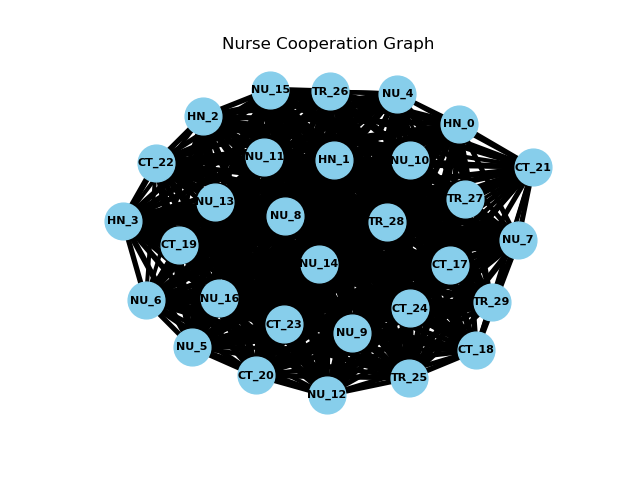 Nurse Cooperation Graph
NU_15
TR_26
NU_4
HN_2
HN_0
CT_22
NU_11
HN_1
NU_10
CT_21
NU_13
TR_27
HN_3
NU_8
TR_28
CT_19
NU_7
NU_14
CT_17
NU_6
NU_16
TR_29
CT_24
CT_23
NU_9
NU_5
CT_18
CT_20
TR_25
NU_12